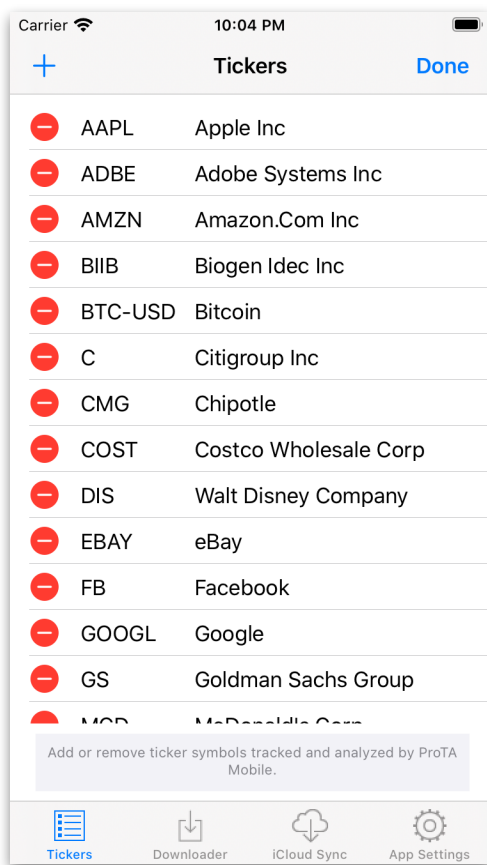 Carrier 10:04 PM
+ Tickers Done
AAPL Apple Inc
ADBE Adobe Systems Inc
AMZN Amazon.Com Inc
BIIB Biogen Idec Inc
BTC-USD Bitcoin
C Citigroup Inc
CMG Chipotle
COST Costco Wholesale Corp
DIS Walt Disney Company
EBAY eBay
FB Facebook
GOOGL Google
GS Goldman Sachs Group
McDonald's Corp
Add or remove ticker symbols tracked and analyzed by ProTA
Mobile.
Tickers Downloader iCloud Sync App Settings